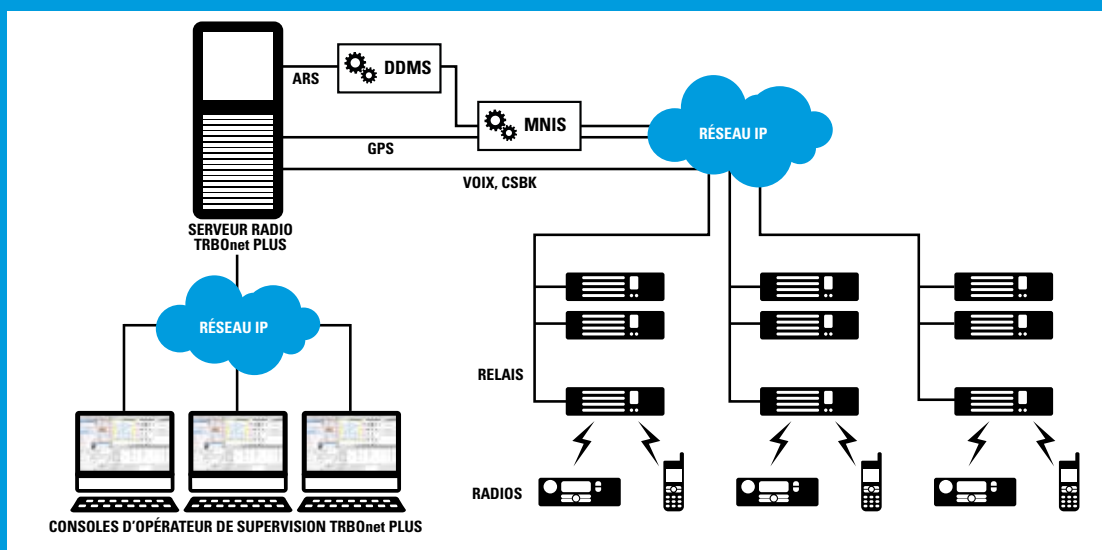 ARS
DDMS
MNIS
GPS
RÉSEAU IP
VOIX, CSBK
SERVEUR RADIO
TRBOnet PLUS
RÉSEAU IP
RELAIS
RADIOS
CONSOLES D'OPÉRATEUR DE SUPERVISION TRBOnet PLUS